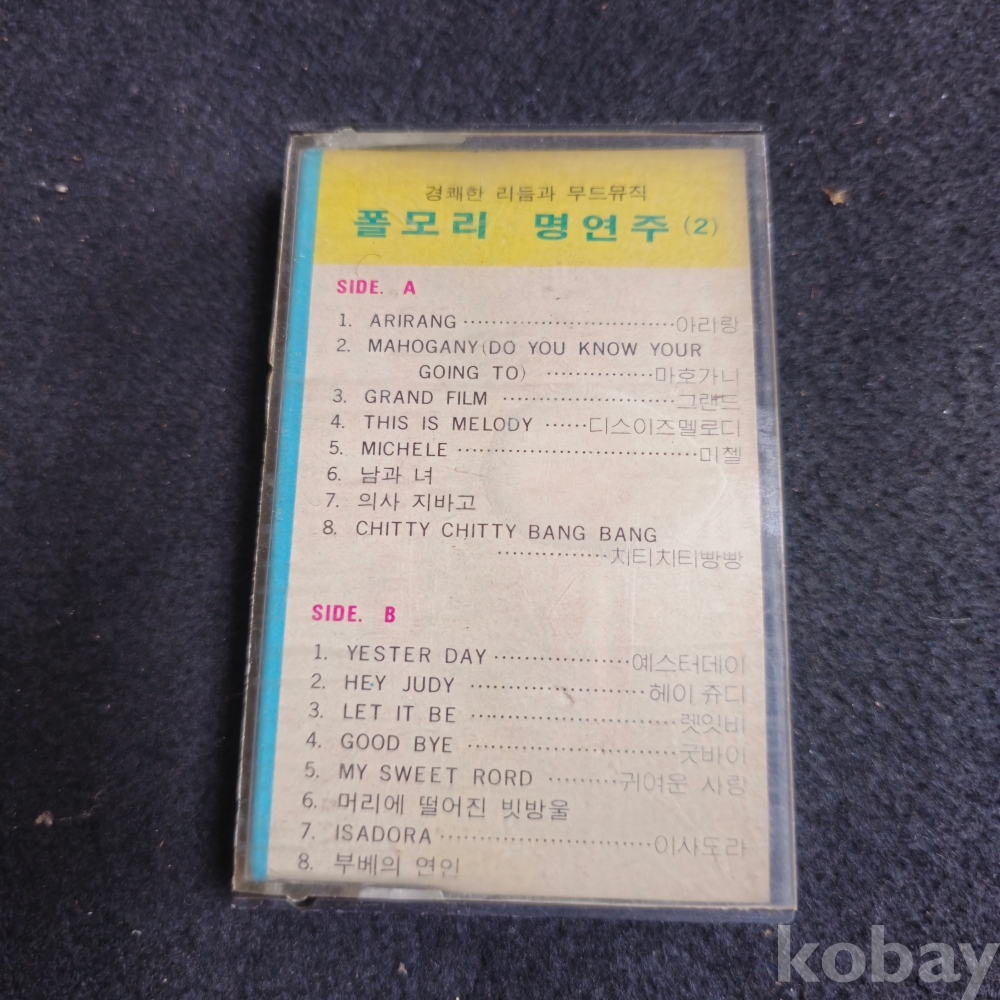 경쾌한 리듬과 무드뮤직
폴모리 명연주 (2)
SIDE. A
1. ARIRANG ........................... 아리랑
2. MAHOGANY (DO YOU KNOW YOUR
GOING TO) ............... 마호가니
3. GRAND FILM ...................... 그랜드
4. THIS IS MELODY ...... 디스이즈멜로디
5. MICHELE ............................... 미첼
6. 남과 녀
7. 의사 지바고
8. CHITTY CHITTY BANG BANG
............... 치티치티빵빵
SIDE. B
1. YESTER DAY .................. 예스터데이
2. HEY JUDY .......................... 헤이 쥬디
3. LET IT BE ........................... 렛잇비
4. GOOD BYE ........................... 굿바이
5. MY SWEET RORD ......... 귀여운 사랑
6. 머리에 떨어진 빗방울
7. ISADORA ........................... 이사도라
8. 부베의 연인
kobay